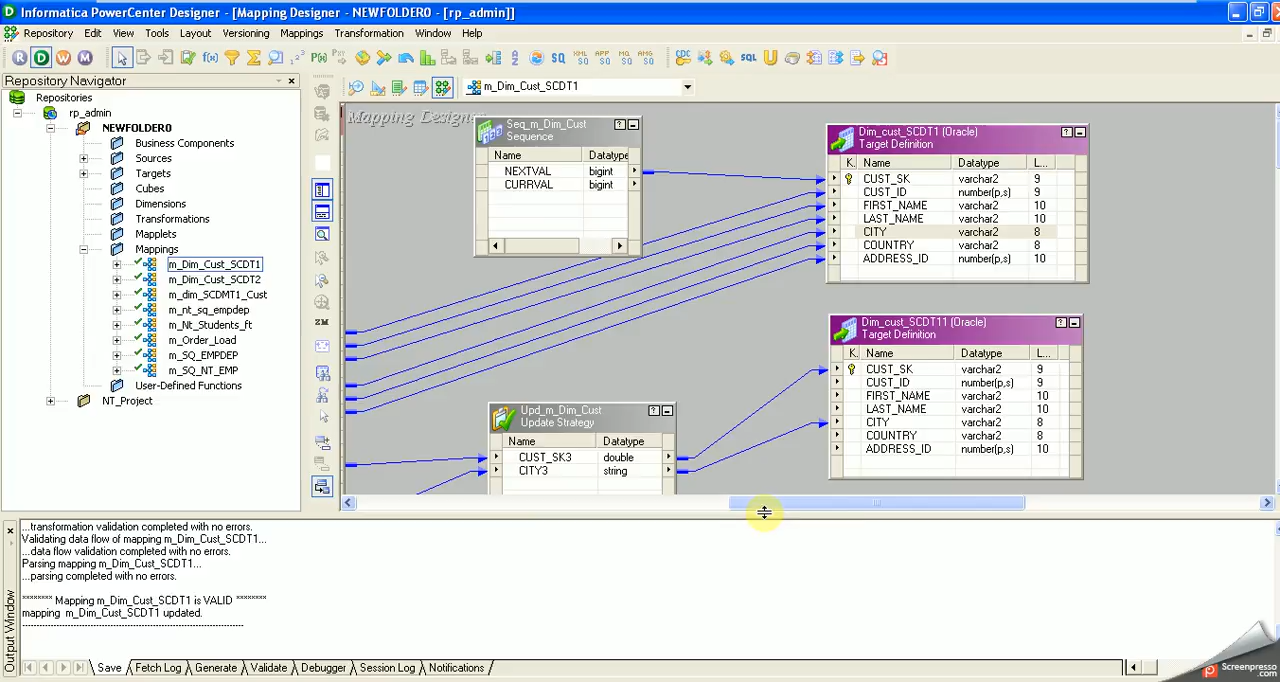 Informatica PowerCenter Designer - [Mapping Designer - NEWFOLDER0 - [rp_admin]]
Repository Edit View Tools Layout Versioning Mappings Transformation Window Help
Repository Navigator
m_Dim_Cust_SCDT1
Repositories
rp_admin
NEWFOLDER0
Business Components
Sources
Targets
Cubes
Dimensions
Transformations
Mapplets
Mappings
m_Dim_Cust_SCDT1
m_Dim_Cust_SCDT2
m_dim_SCDMT1_Cust
m_nt_sq_empdep
m_Nt_Students_ft
m_Order_Load
m_SQ_EMPDEP
m_SQ_NT_EMP
User-Defined Functions
NT_Project
Mapping Designer
Seq_m_Dim_Cust
Sequence
Name Datatype
NEXTVAL bigint
CURRVAL bigint
Dim_cust_SCDT1 (Oracle)
Target Definition
K. Name Datatype L...
CUST_SK varchar2 9
CUST_ID number(p,s) 9
FIRST_NAME varchar2 10
LAST_NAME varchar2 10
CITY varchar2 8
COUNTRY varchar2 8
ADDRESS_ID number(p,s) 10
Dim_cust_SCDT11 (Oracle)
Target Definition
K. Name Datatype L...
CUST_SK varchar2 9
CUST_ID number(p,s) 9
FIRST_NAME varchar2 10
LAST_NAME varchar2 10
CITY varchar2 8
COUNTRY varchar2 8
ADDRESS_ID number(p,s) 10
Upd_m_Dim_Cust
Update Strategy
Name Datatype
CUST_SK3 double
CITY3 string
...transformation validation completed with no errors.
Validating data flow of mapping m_Dim_Cust_SCDT1...
...data flow validation completed with no errors.
Parsing mapping m_Dim_Cust_SCDT1...
...parsing completed with no errors.
******** Mapping m_Dim_Cust_SCDT1 is VALID ********
mapping m_Dim_Cust_SCDT1 updated.
----------------------------------------------------
Output Window
Save Fetch Log Generate Validate Debugger Session Log Notifications
Screenpresso
.com